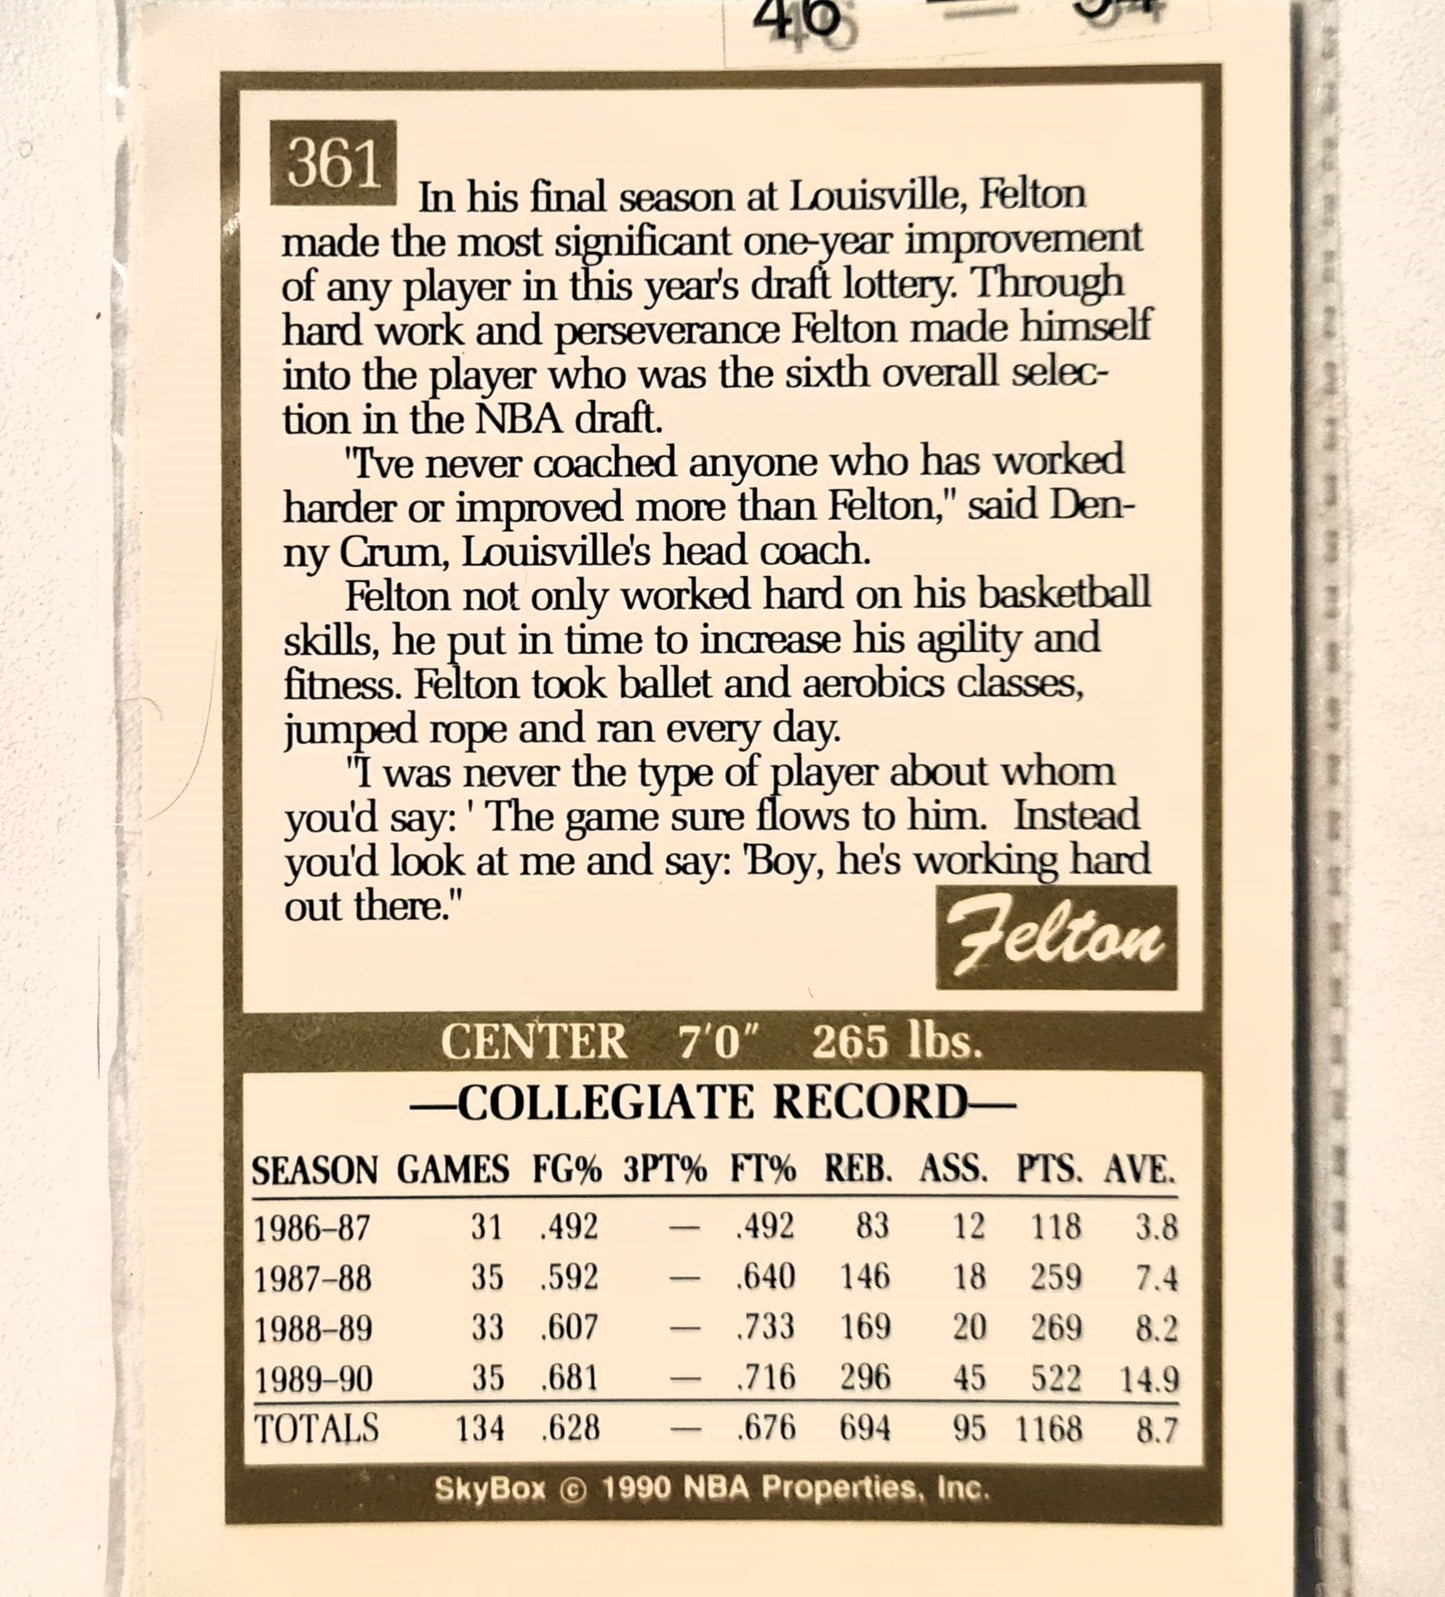 46 — 54
361
In his final season at Louisville, Felton
made the most significant one-year improvement
of any player in this year's draft lottery. Through
hard work and perseverance Felton made himself
into the player who was the sixth overall selec-
tion in the NBA draft.
"I've never coached anyone who has worked
harder or improved more than Felton," said Den-
ny Crum, Louisville's head coach.
Felton not only worked hard on his basketball
skills, he put in time to increase his agility and
fitness. Felton took ballet and aerobics classes,
jumped rope and ran every day.
"I was never the type of player about whom
you'd say: ' The game sure flows to him.  Instead
you'd look at me and say: 'Boy, he's working hard
out there."
Felton
CENTER 7'0" 265 lbs.
—COLLEGIATE RECORD—
SEASON GAMES FG% 3PT% FT% REB. ASS. PTS. AVE.
1986–87 31 .492 — .492 83 12 118 3.8
1987–88 35 .592 — .640 146 18 259 7.4
1988–89 33 .607 — .733 169 20 269 8.2
1989–90 35 .681 — .716 296 45 522 14.9
TOTALS 134 .628 — .676 694 95 1168 8.7
SkyBox © 1990 NBA Properties, Inc.